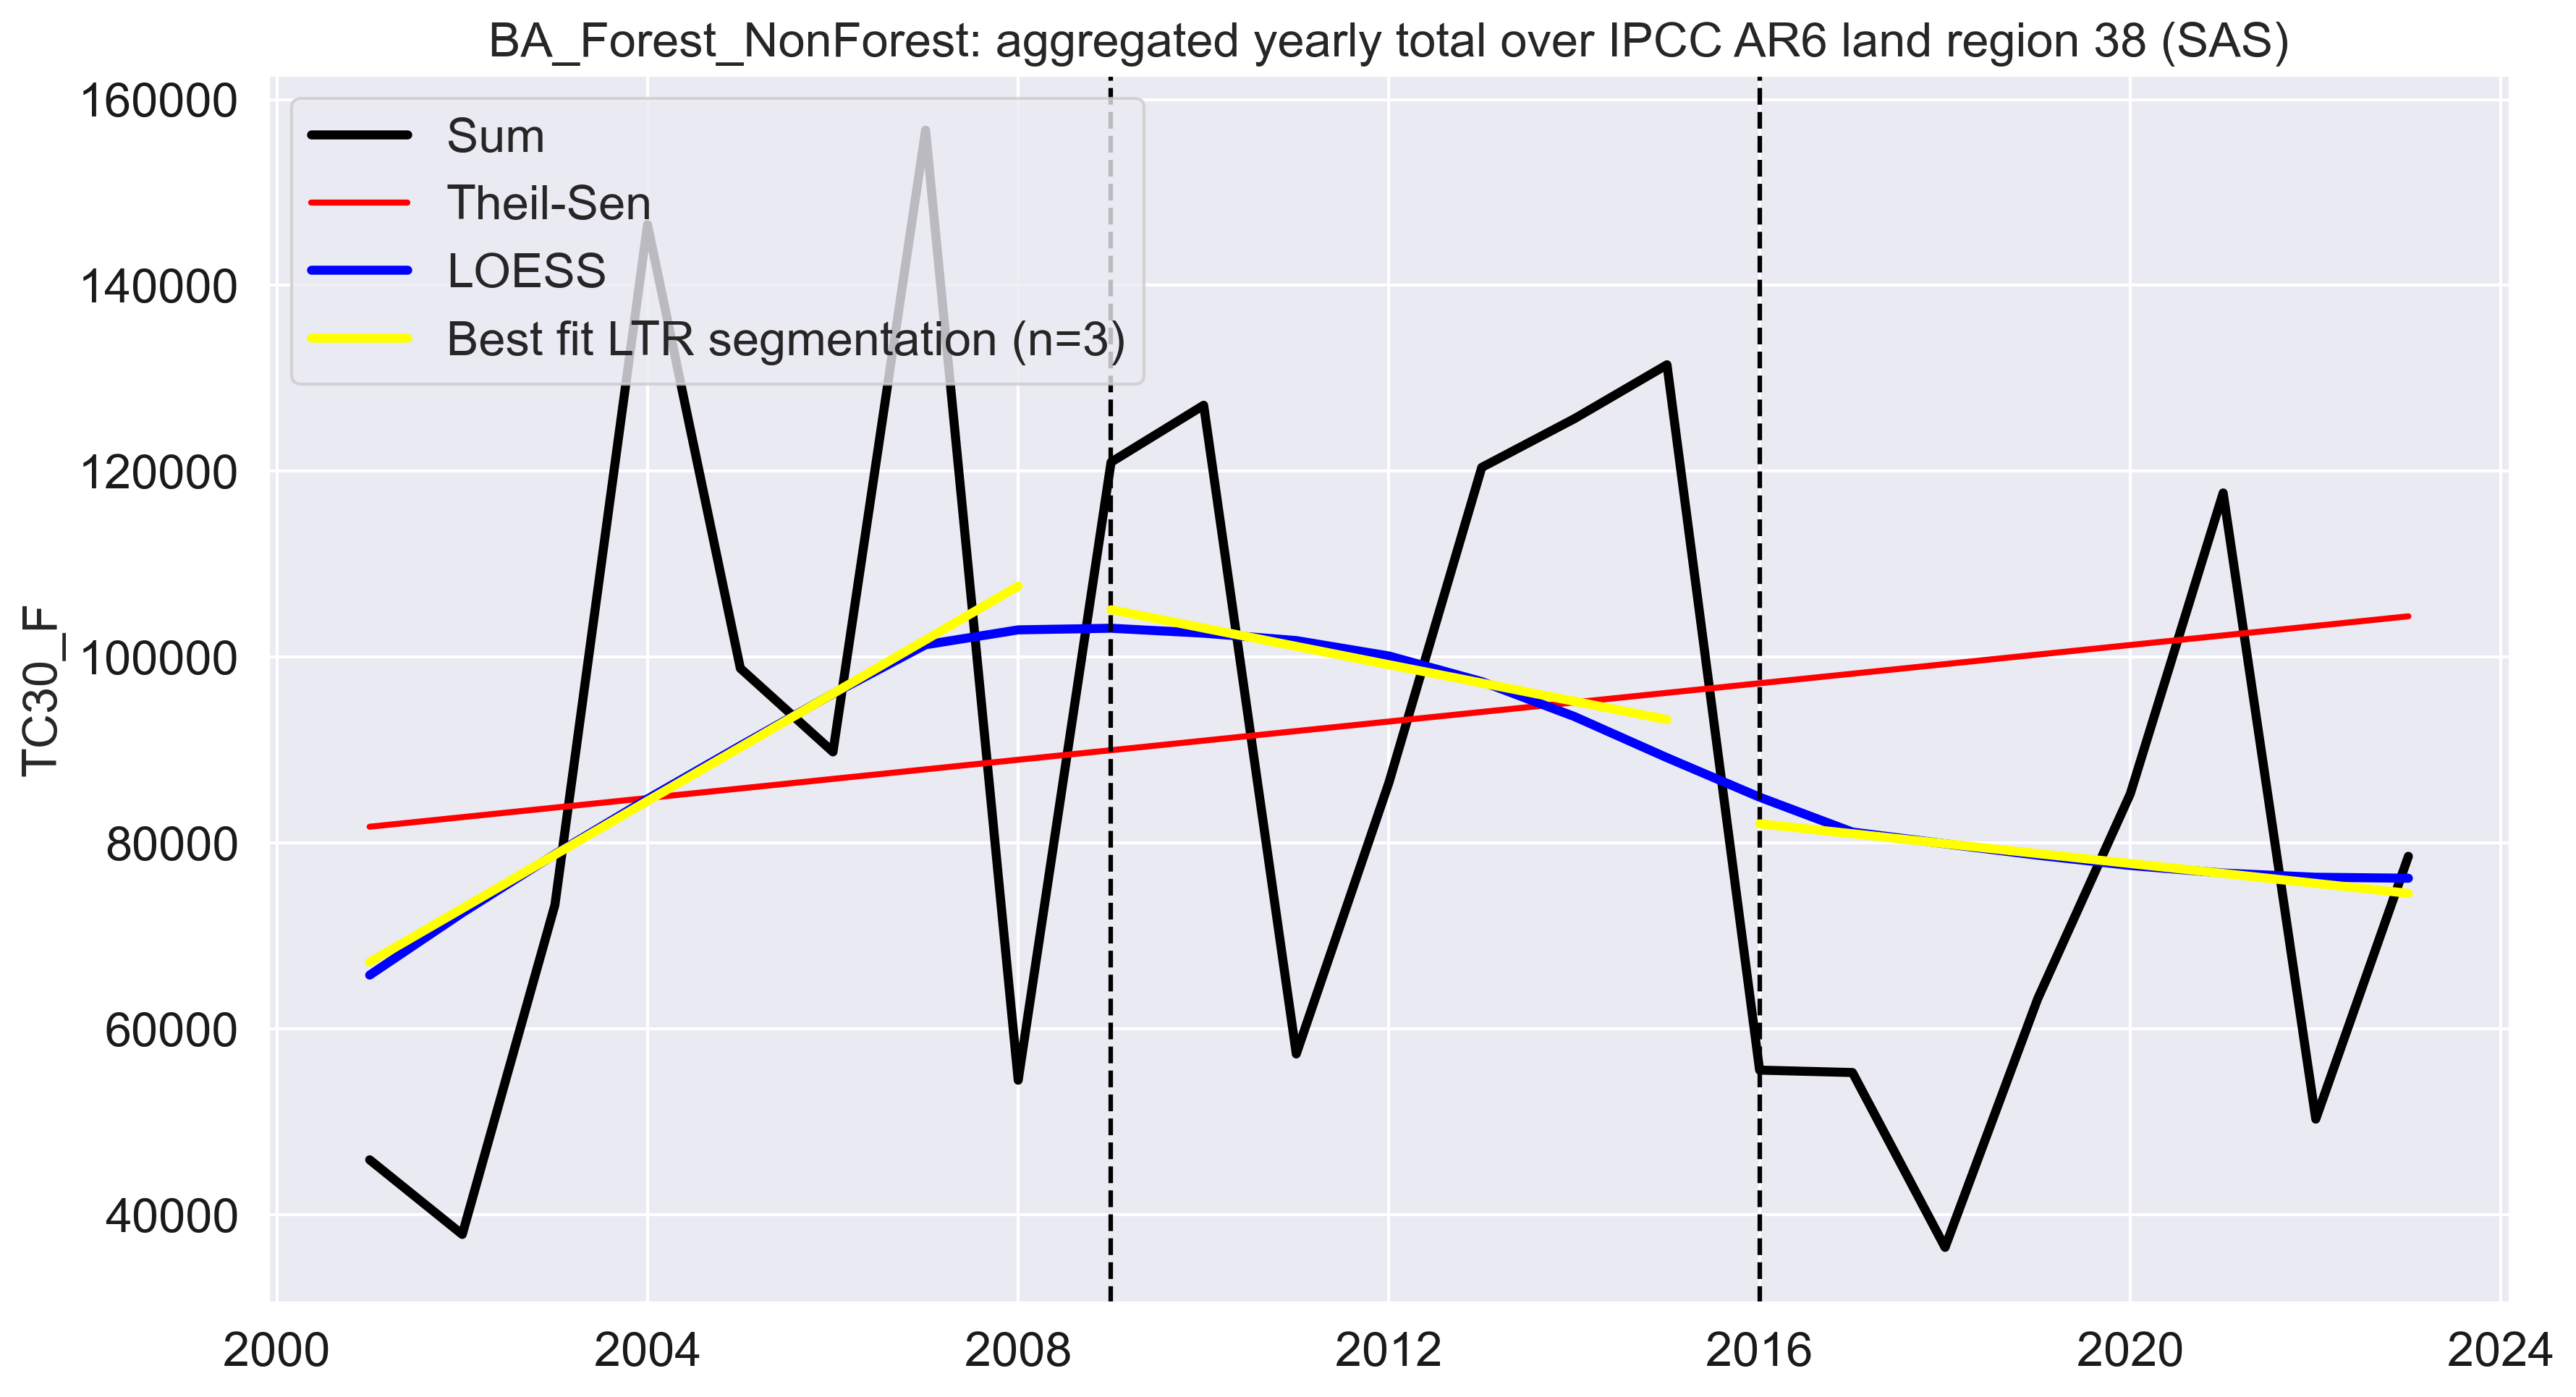 BA_Forest_NonForest: aggregated yearly total over IPCC AR6 land region 38 (SAS)
160000
140000
120000
100000
80000
60000
40000
TC30_F
Sum
Theil-Sen
LOESS
Best fit LTR segmentation (n=3)
2000 2004 2008 2012 2016 2020 2024